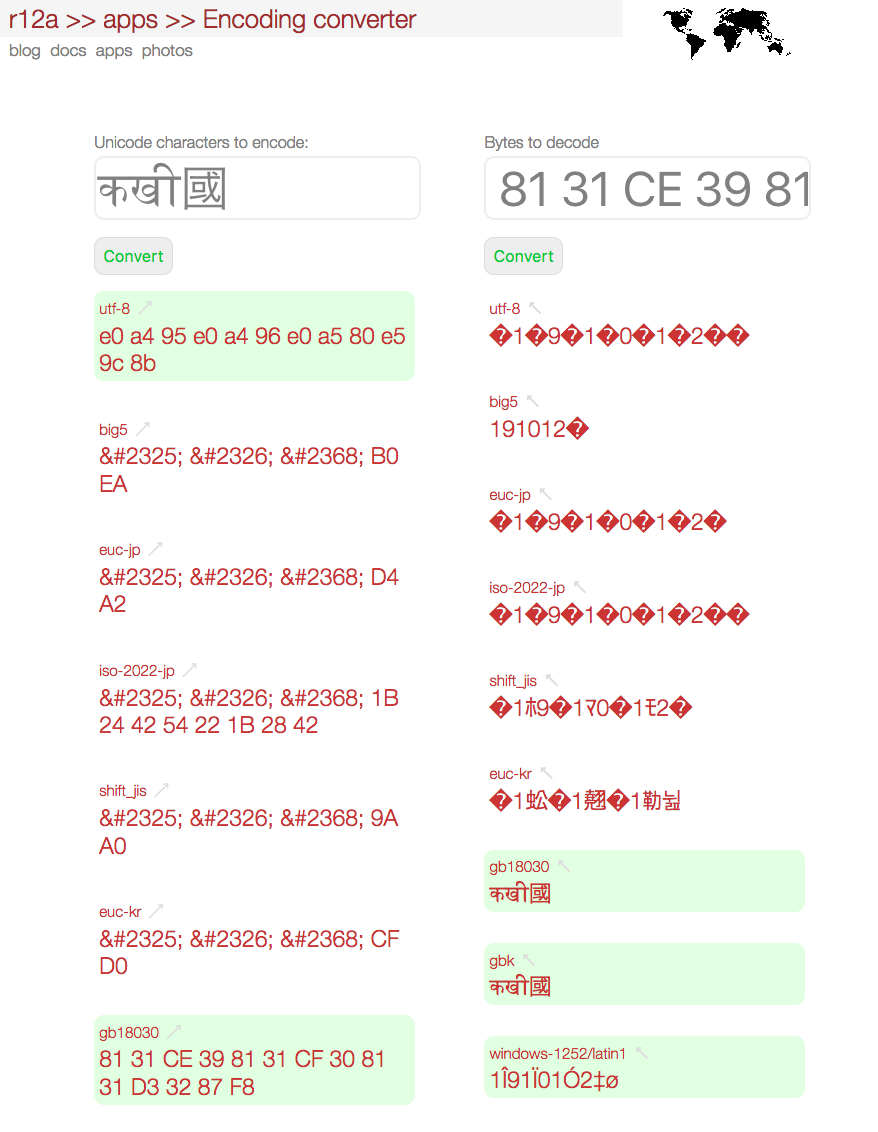 r12a >> apps >> Encoding converter
blog docs apps photos
Unicode characters to encode:
कखी國
Convert
utf-8 ↗
e0 a4 95 e0 a4 96 e0 a5 80 e5
9c 8b
big5 ↗
&#2325; &#2326; &#2368; B0
EA
euc-jp ↗
&#2325; &#2326; &#2368; D4
A2
iso-2022-jp ↗
&#2325; &#2326; &#2368; 1B
24 42 54 22 1B 28 42
shift_jis ↗
&#2325; &#2326; &#2368; 9A
A0
euc-kr ↗
&#2325; &#2326; &#2368; CF
D0
gb18030 ↗
81 31 CE 39 81 31 CF 30 81
31 D3 32 87 F8
Bytes to decode
81 31 CE 39 81
Convert
utf-8 ↖
�1�9�1�0�1�2��
big5 ↖
191012�
euc-jp ↖
�1�9�1�0�1�2�
iso-2022-jp ↖
�1�9�1�0�1�2��
shift_jis ↖
�1ﾎ9�1ﾏ0�1ﾓ2�
euc-kr ↖
�1蚣�1翘�1勒눮
gb18030 ↖
कखी國
gbk ↖
कखी國
windows-1252/latin1 ↖
1Î91Ï01Ó2‡ø